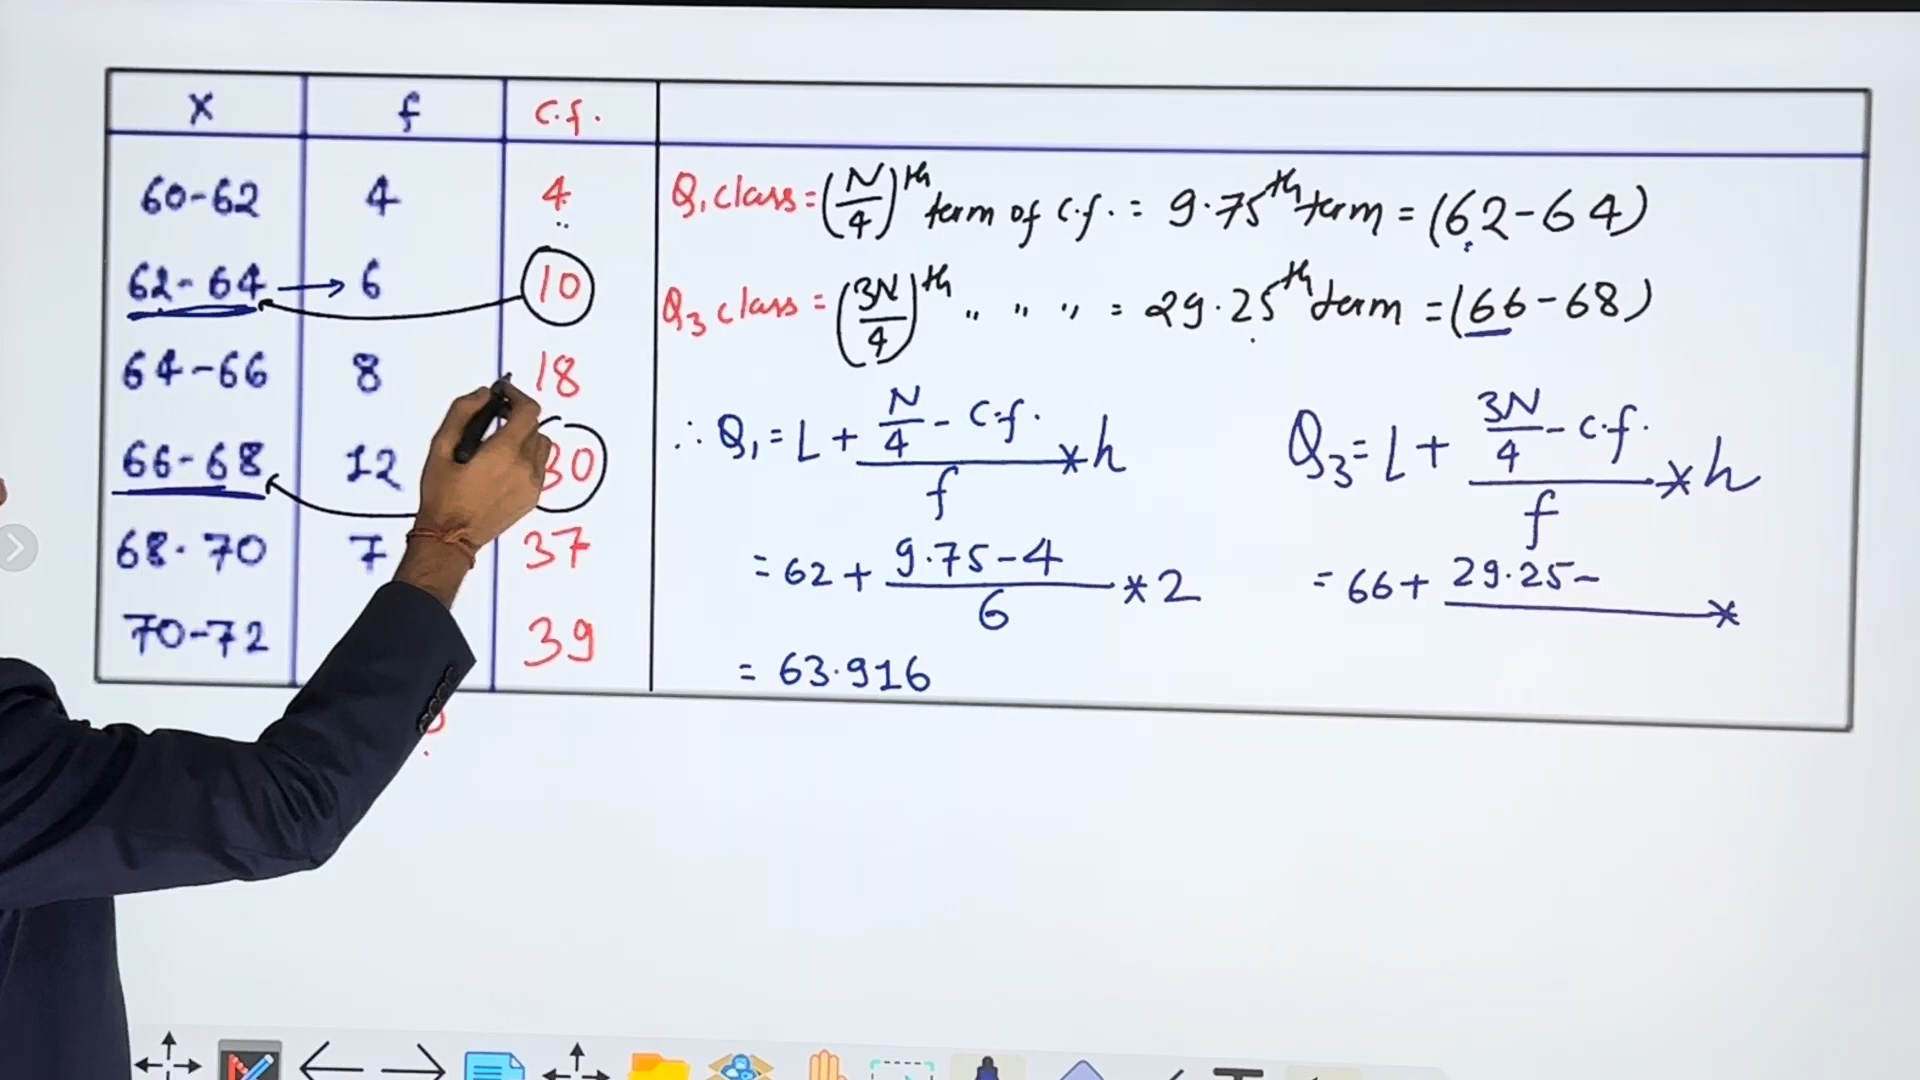 X f c.f.
60-62 4 4
62-64 → 6 10
64-66 8 18
66-68 12 30
68-70 7 37
70-72 39
Q₁ class = (N/4)th term of c.f. = 9.75th term = (62-64)
Q₃ class = (3N/4)th " " " = 29.25th term = (66-68)
∴ Q₁ = L + (N/4 - c.f.)/f * h
= 62 + (9.75-4)/6 * 2
= 63.916
Q₃ = L + (3N/4 - c.f.)/f * h
= 66 + 29.25- *